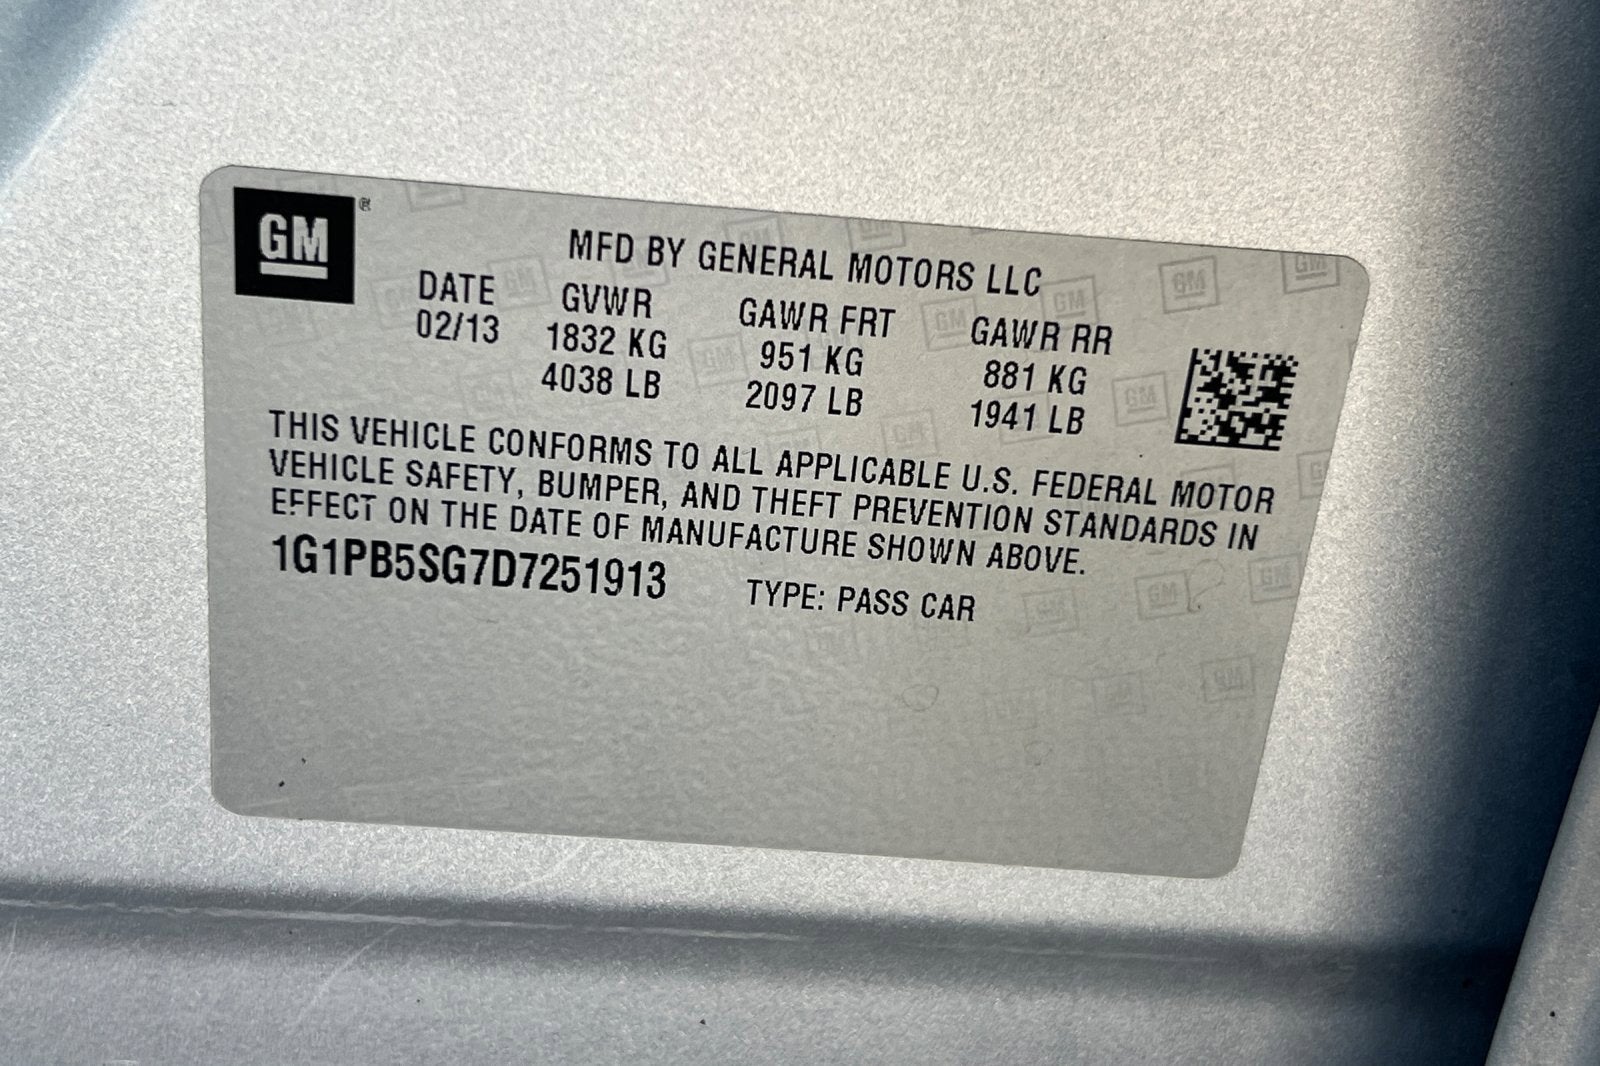 GM®
MFD BY GENERAL MOTORS LLC
DATE GVWR GAWR FRT GAWR RR
02/13 1832 KG 951 KG 881 KG
4038 LB 2097 LB 1941 LB
THIS VEHICLE CONFORMS TO ALL APPLICABLE U.S. FEDERAL MOTOR
VEHICLE SAFETY, BUMPER, AND THEFT PREVENTION STANDARDS IN
EFFECT ON THE DATE OF MANUFACTURE SHOWN ABOVE.
1G1PB5SG7D7251913 TYPE: PASS CAR